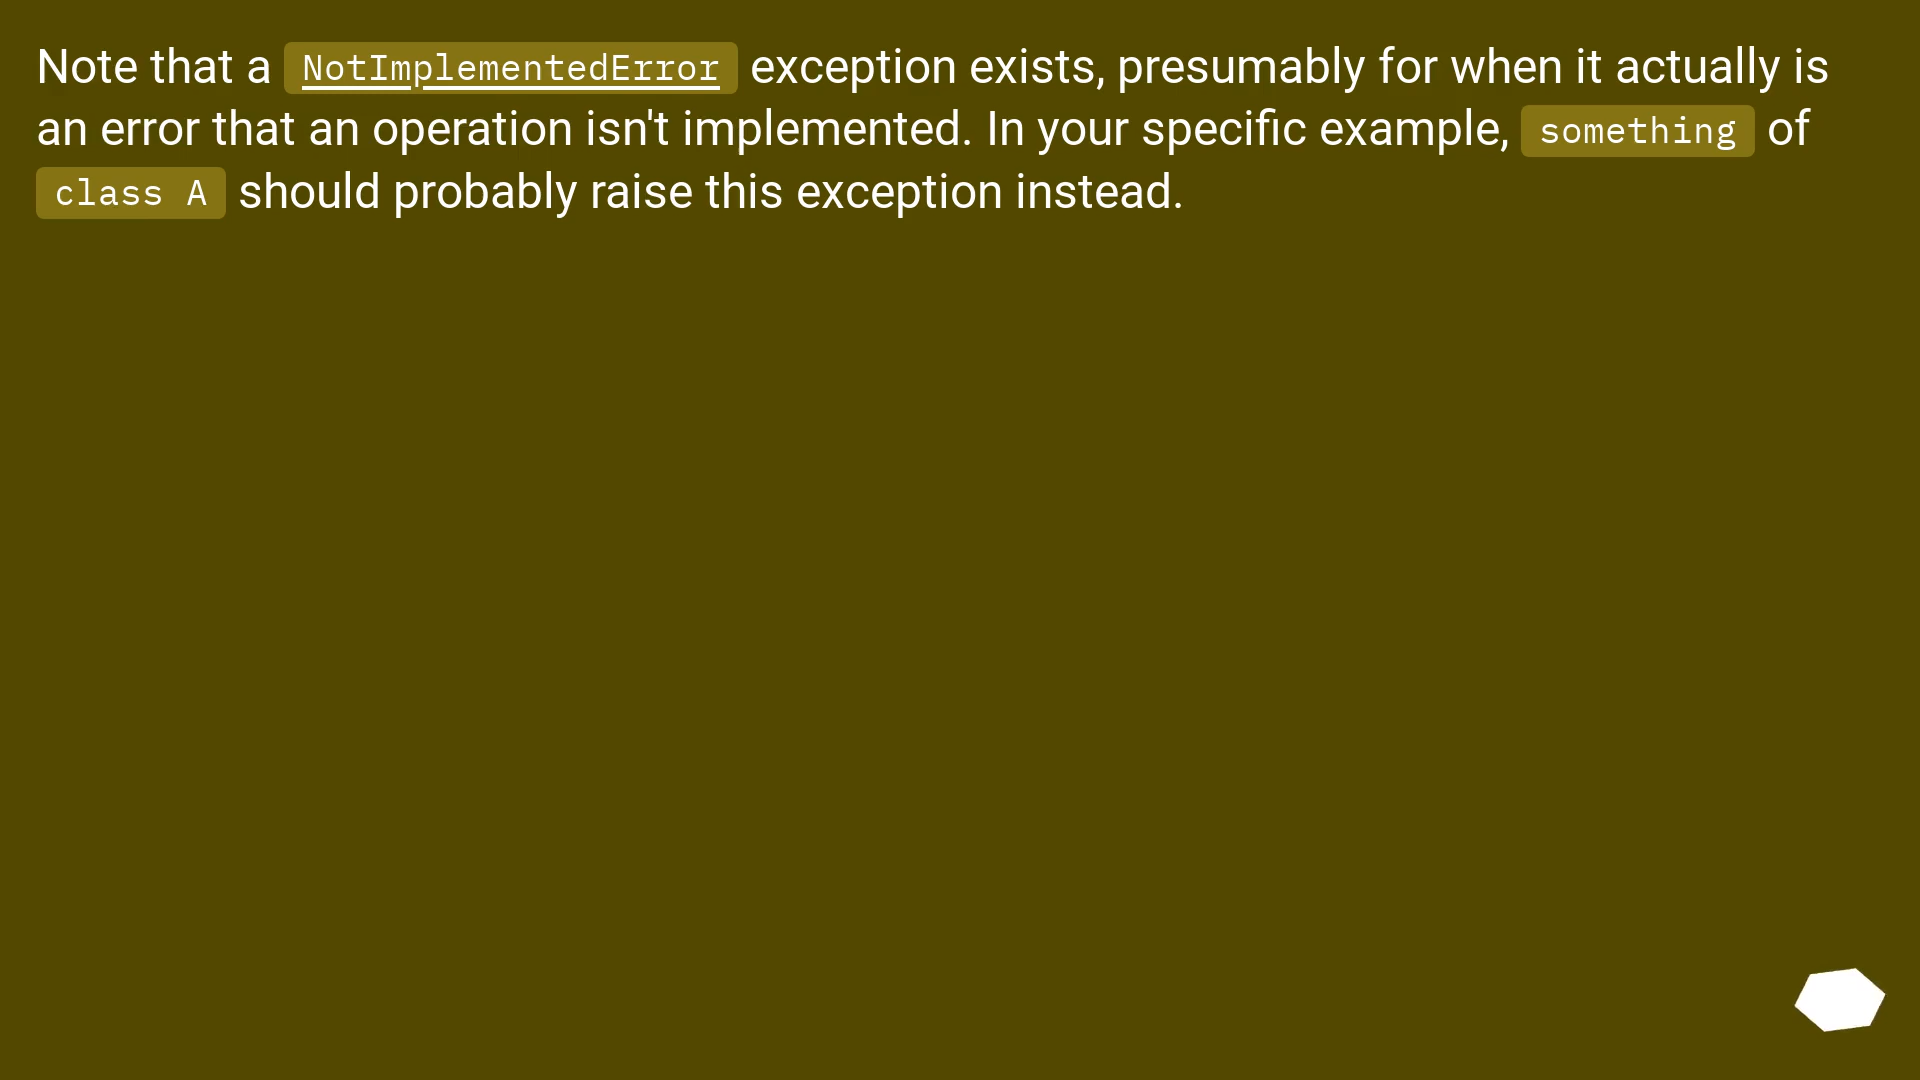 Note that a NotImplementedError exception exists, presumably for when it actually is
an error that an operation isn't implemented. In your specific example, something of
class A should probably raise this exception instead.